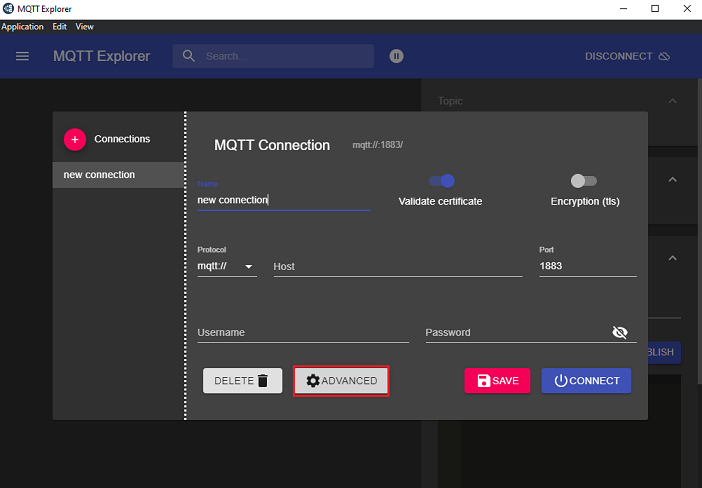 MQTT Explorer
Application Edit View
MQTT Explorer
Search...
DISCONNECT
Topic
Connections
new connection
MQTT Connection mqtt://:1883/
Name
new connection
Validate certificate
Encryption (tls)
Protocol
mqtt://
Host
Port
1883
Username
Password
BLISH
DELETE
ADVANCED
SAVE
CONNECT